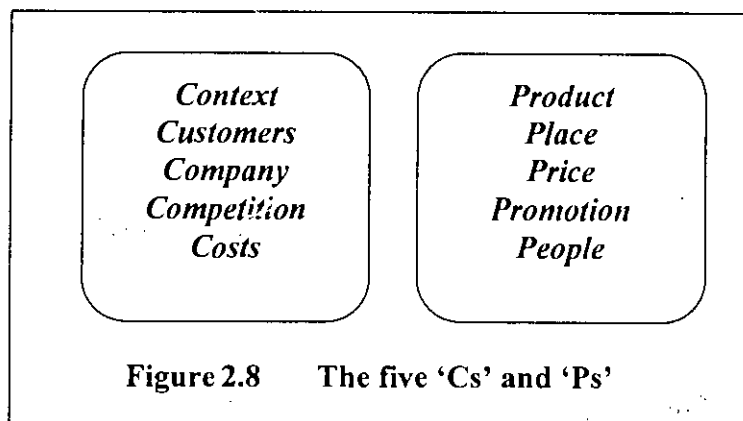 Context
Customers
Company
Competition
Costs
Product
Place
Price
Promotion
People
Figure 2.8 The five ‘Cs’ and ‘Ps’